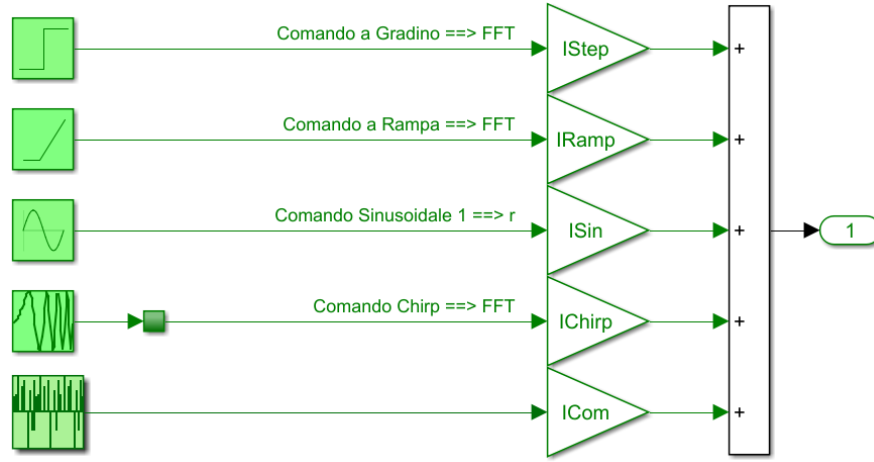 Comando a Gradino ==> FFT
IStep
+
Comando a Rampa ==> FFT
IRamp
+
Comando Sinusoidale 1 ==> r
ISin
+
1
Comando Chirp ==> FFT
IChirp
+
ICom
+